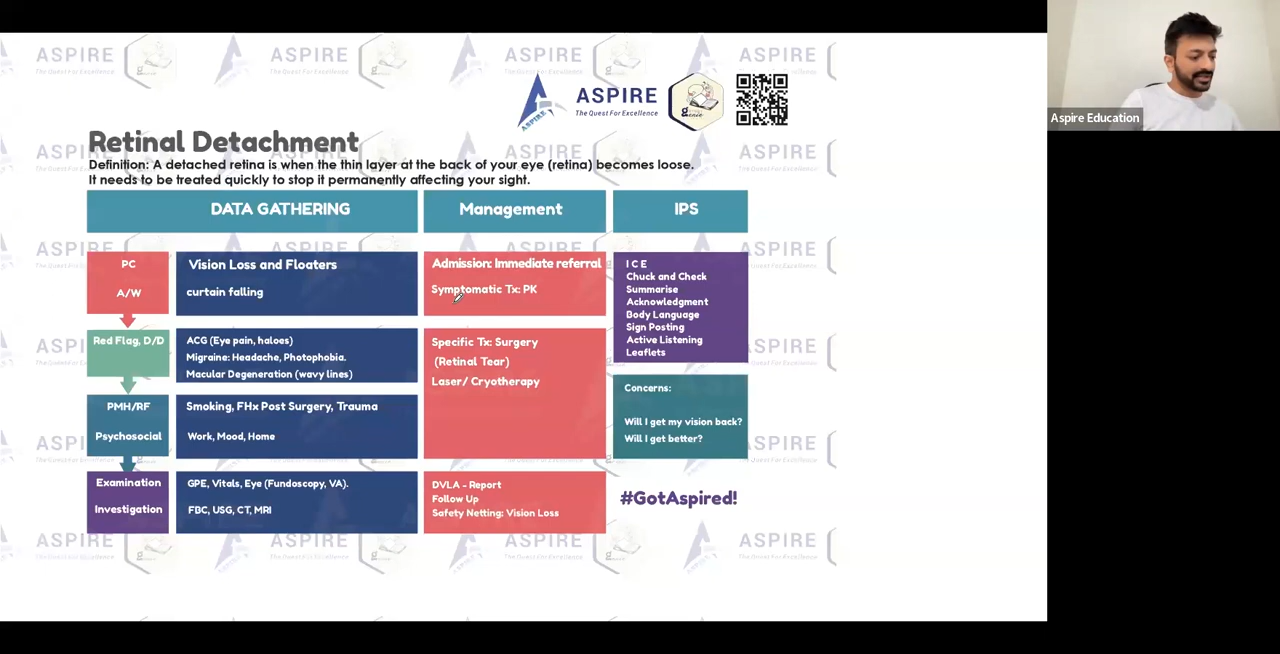 ASPIRE
The Quest For Excellence
genie
ASPIRE
Retinal Detachment
Definition: A detached retina is when the thin layer at the back of your eye (retina) becomes loose.
It needs to be treated quickly to stop it permanently affecting your sight.
DATA GATHERING
Management
IPS
PC
A/W
Vision Loss and Floaters
curtain falling
Admission: Immediate referral
Symptomatic Tx: PK
I C E
Chuck and Check
Summarise
Acknowledgment
Body Language
Sign Posting
Active Listening
Leaflets
Red Flag, D/D
ACG (Eye pain, haloes)
Migraine: Headache, Photophobia.
Macular Degeneration (wavy lines)
Specific Tx: Surgery
(Retinal Tear)
Laser/ Cryotherapy
Concerns:
Will I get my vision back?
Will I get better?
PMH/RF
Psychosocial
Smoking, FHx Post Surgery, Trauma
Work, Mood, Home
Examination
Investigation
GPE, Vitals, Eye (Fundoscopy, VA).
FBC, USG, CT, MRI
DVLA - Report
Follow Up
Safety Netting: Vision Loss
#GotAspired!
Aspire Education